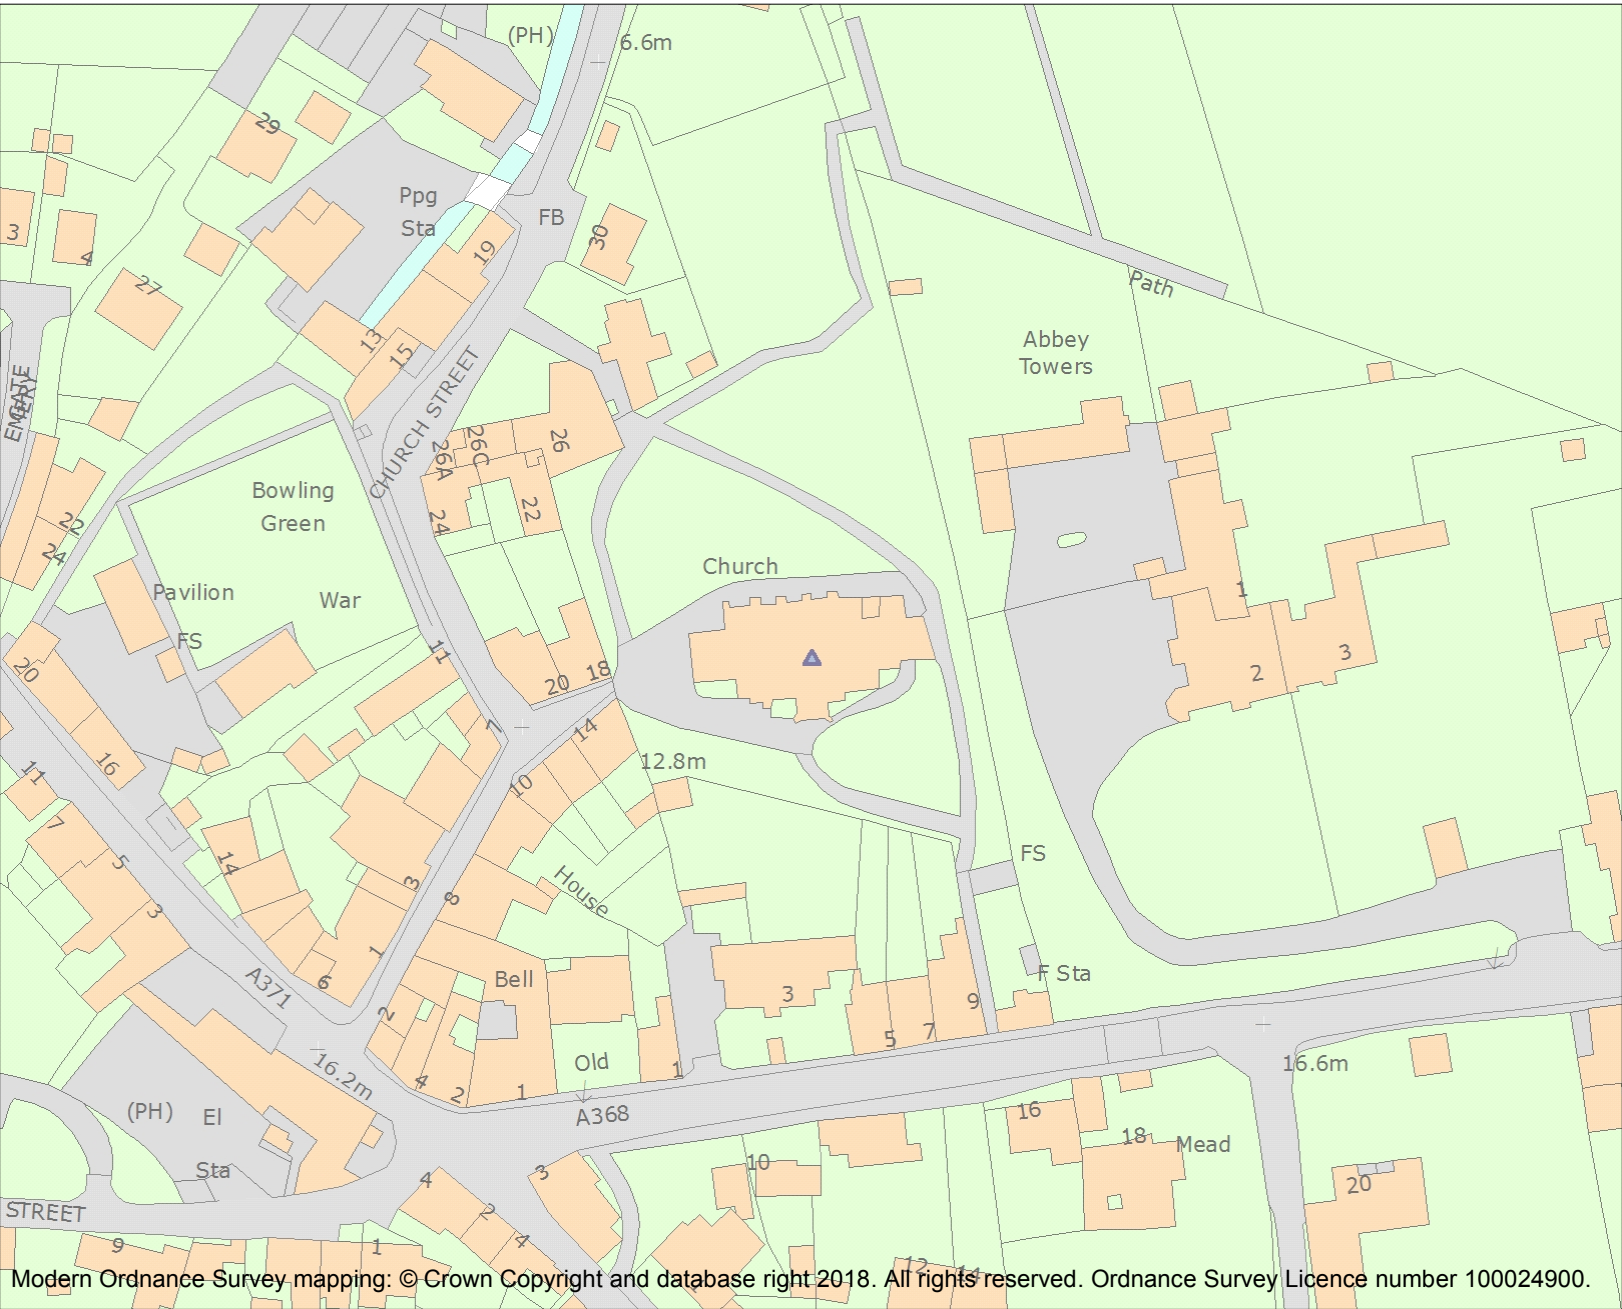 (PH)
6.6m
29
Ppg
Sta
FB
30
19
3
4
27
Path
Abbey
Towers
13
15
CHURCH STREET
26A
26C
26
Bowling
Green
24
22
22
24
Church
Pavilion
War
FS
11
20
20
18
1
2
3
7
14
12.8m
10
16
11
7
5
14
3
3
8
House
FS
1
A371
6
Bell
F Sta
3
9
5
7
2
16.2m
4
2
1
Old
1
A368
16.6m
(PH)
El
Sta
16
18
Mead
20
10
3
4
2
4
STREET
9
1
12
14
Modern Ordnance Survey mapping: © Crown Copyright and database right 2018. All rights reserved. Ordnance Survey Licence number 100024900.